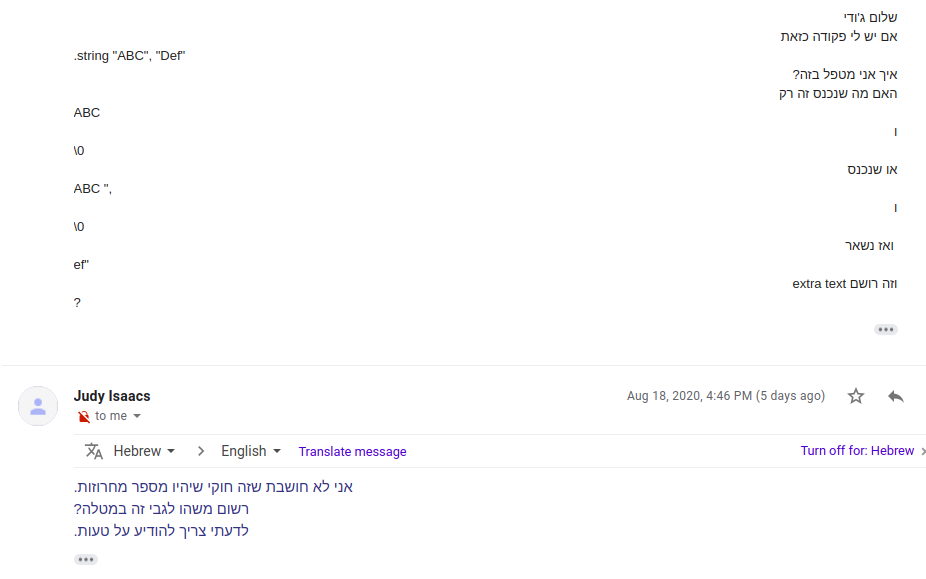 שלום ג'ודי
אם יש לי פקודה כזאת
.string "ABC", "Def"
איך אני מטפל בזה?
האם מה שנכנס זה רק
ABC
ו
\0
או שנכנס
ABC ",
ו
\0
ואז נשאר
ef"
וזה רושם extra text
?
Judy Isaacs
Aug 18, 2020, 4:46 PM (5 days ago)
to me
Hebrew > English Translate message Turn off for: Hebrew
אני לא חושבת שזה חוקי שיהיו מספר מחרוזות.
רשום משהו לגבי זה במטלה?
לדעתי צריך להודיע על טעות.